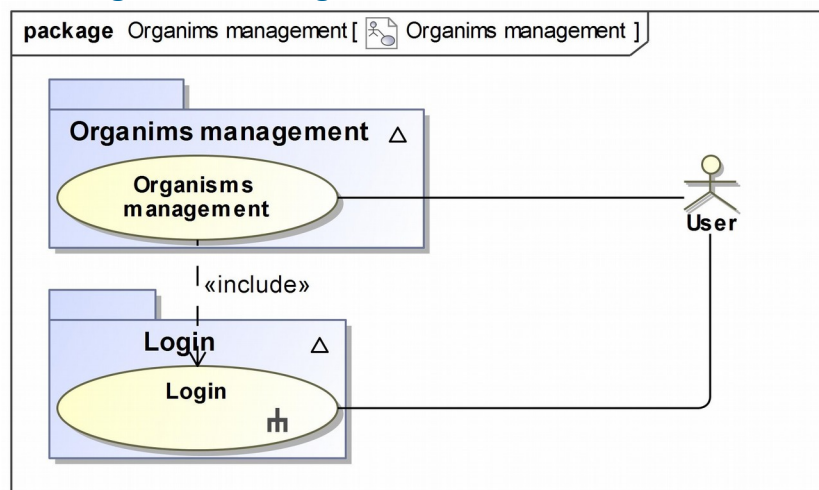 package Organims management [ Organims management ]
Organims management
Organisms
management
User
«include»
Login
Login